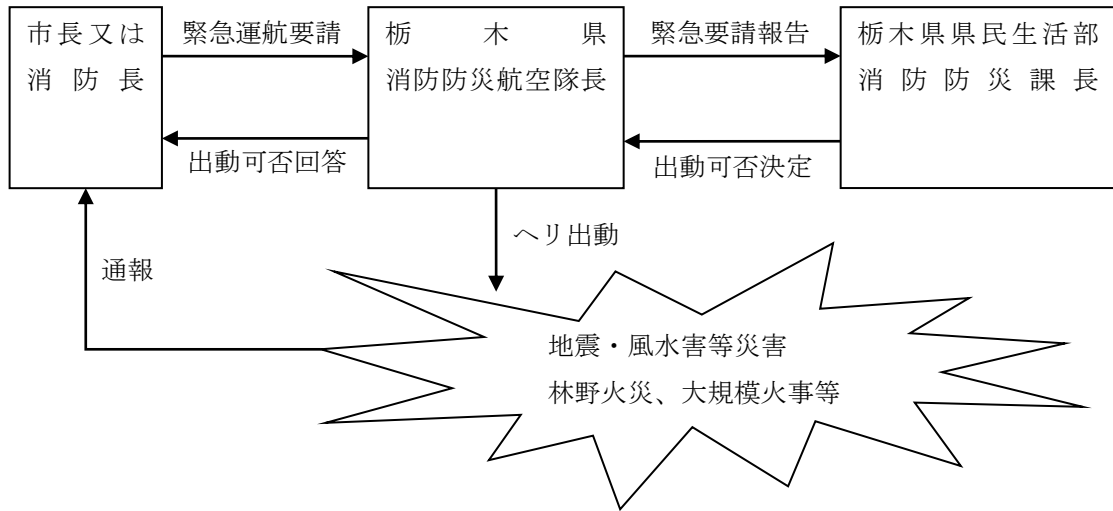 市長又は
消防長
緊急運航要請
出動可否回答
栃木県
消防防災航空隊長
緊急要請報告
出動可否決定
栃木県県民生活部
消防防災課長
通報
ヘリ出動
地震・風水害等災害
林野火災、大規模火事等